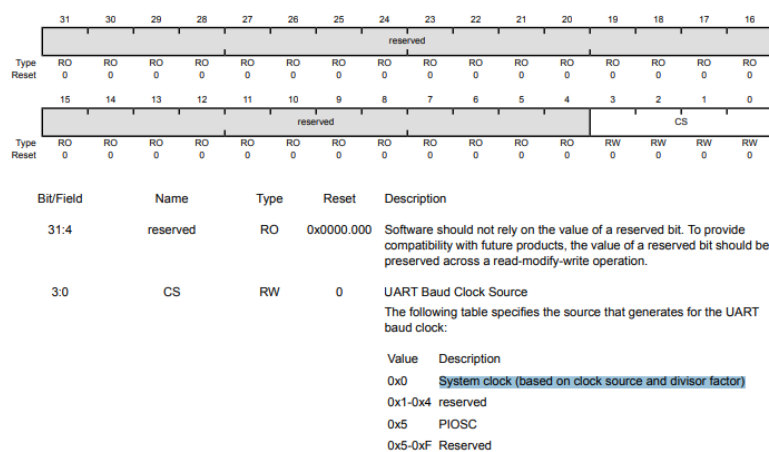 31 30 29 28 27 26 25 24 23 22 21 20 19 18 17 16
reserved
Type RO RO RO RO RO RO RO RO RO RO RO RO RO RO RO RO
Reset 0 0 0 0 0 0 0 0 0 0 0 0 0 0 0 0
15 14 13 12 11 10 9 8 7 6 5 4 3 2 1 0
reserved CS
Type RO RO RO RO RO RO RO RO RO RO RO RO RW RW RW RW
Reset 0 0 0 0 0 0 0 0 0 0 0 0 0 0 0 0
Bit/Field Name Type Reset Description
31:4 reserved RO 0x0000.000 Software should not rely on the value of a reserved bit. To provide
compatibility with future products, the value of a reserved bit should be
preserved across a read-modify-write operation.
3:0 CS RW 0 UART Baud Clock Source
The following table specifies the source that generates for the UART
baud clock:
Value Description
0x0 System clock (based on clock source and divisor factor)
0x1-0x4 reserved
0x5 PIOSC
0x5-0xF Reserved